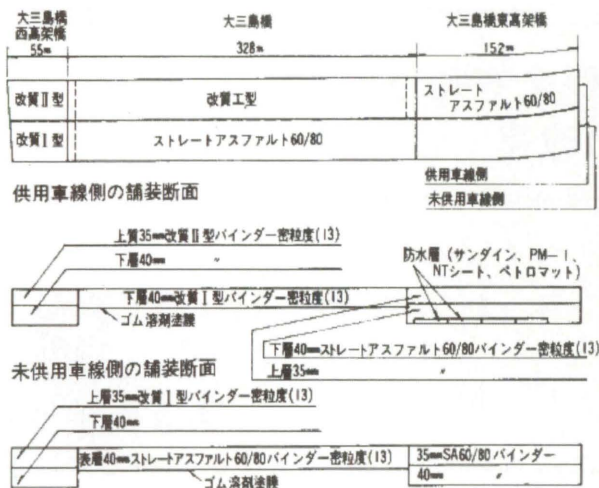 大三島橋
西高架橋
大三島橋
大三島橋東高架橋
55m
328m
152m
改質Ⅱ型
改質工型
ストレート
アスファルト60/80
改質Ⅰ型
ストレートアスファルト60/80
供用車線側
未供用車線側
供用車線側の舗装断面
上質35mm改質Ⅱ型バインダー密粒度(13)
下層40mm 〃
防水層(サンダイン、PM-Ⅰ、
NTシート、ペトロマット)
下層40mm改質Ⅰ型バインダー密粒度(13)
ゴム溶剤塗膜
下層40mmストレートアスファルト60/80バインダー密粒度(13)
上層35mm 〃
未供用車線側の舗装断面
上層35mm改質Ⅰ型バインダー密粒度(13)
下層40mm 〃
表層40mmストレートアスファルト60/80バインダー密粒度(13)
35mmSA60/80バインダー
40mm 〃
ゴム溶剤塗膜